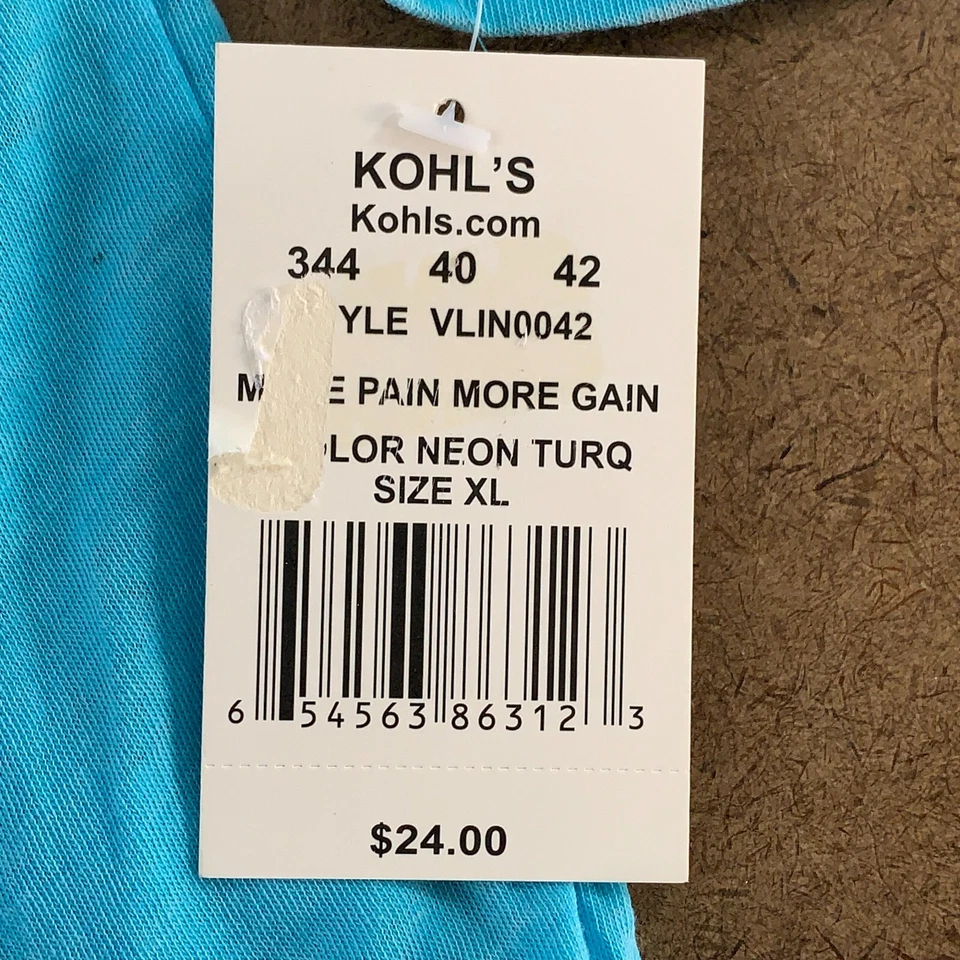 KOHL'S
Kohls.com
344 40 42
YLE VLIN0042
PAIN MORE GAIN
LOR NEON TURQ
SIZE XL
6 54563 86312 3
$24.00